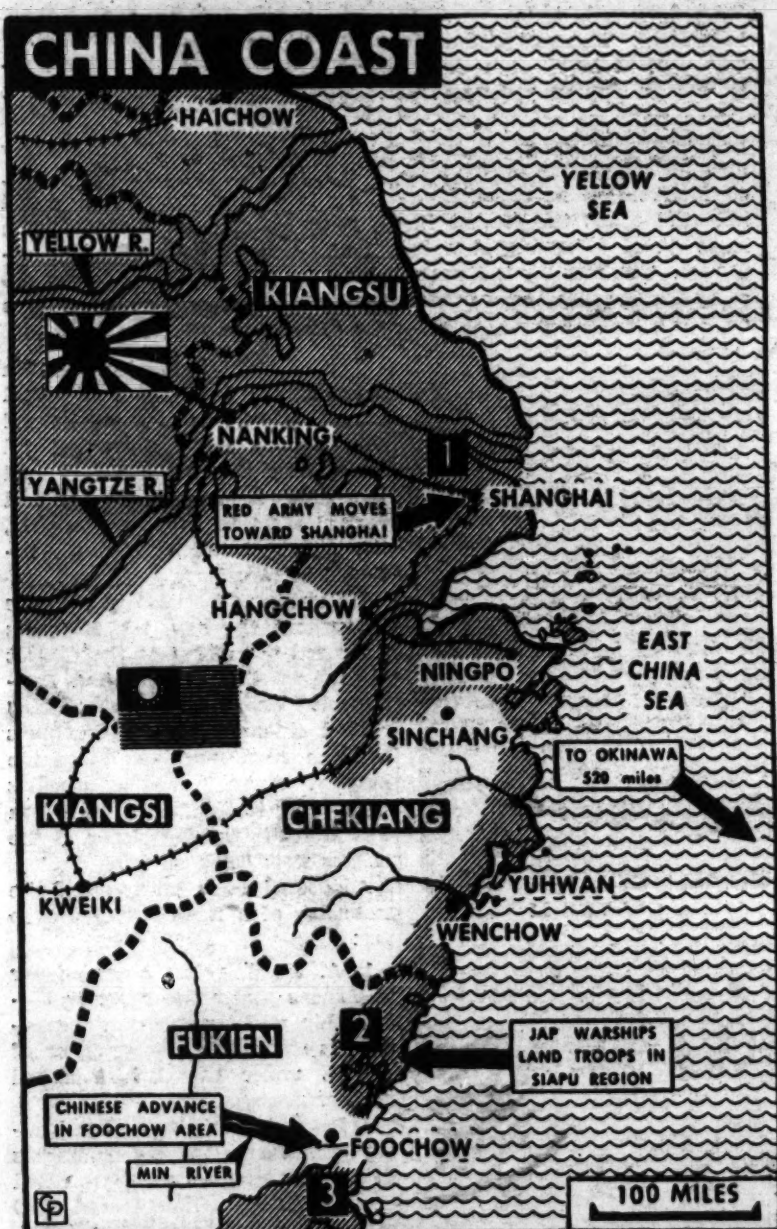 CHINA COAST
HAICHOW
YELLOW
SEA
YELLOW R.
KIANGSU
NANKING
1
YANGTZE R.
RED ARMY MOVES
TOWARD SHANGHAI
SHANGHAI
HANGCHOW
NINGPO
EAST
CHINA
SEA
SINCHANG
TO OKINAWA
520 miles
KIANGSI
CHEKIANG
KWEIKI
YUHWAN
WENCHOW
2
FUKIEN
JAP WARSHIPS
LAND TROOPS IN
SIAPU REGION
CHINESE ADVANCE
IN FOOCHOW AREA
FOOCHOW
MIN RIVER
3
CP
100 MILES